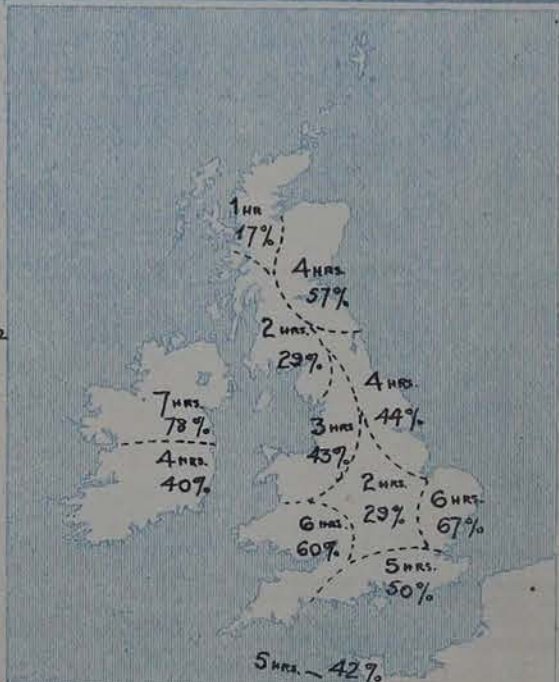 1 HR
17%
4 HRS.
57%
2 HRS.
29%
4 HRS.
44%
7 HRS.
78%
3 HRS
43%
4 HRS.
40%
2 HRS.
29%
6 HRS.
67%
6 HRS.
60%
5 HRS.
50%
5 HRS. 42%
2